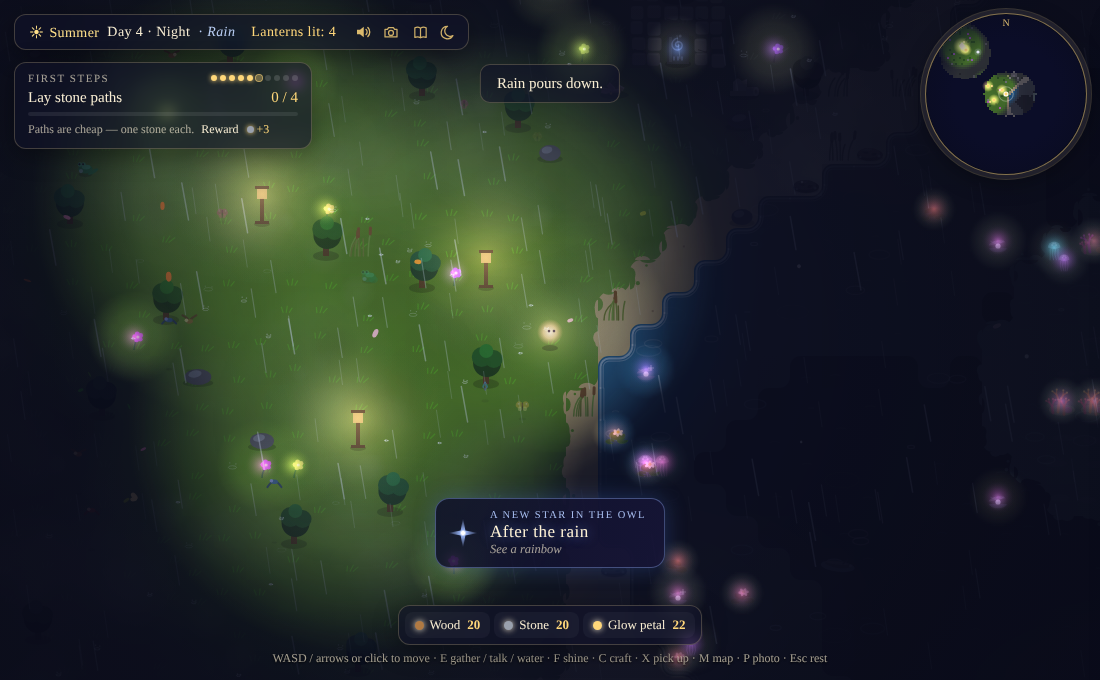 Summer Day 4 · Night · Rain Lanterns lit: 4
N
FIRST STEPS
Lay stone paths 0 / 4
Paths are cheap — one stone each. Reward +3
Rain pours down.
A NEW STAR IN THE OWL
After the rain
See a rainbow
Wood 20 Stone 20 Glow petal 22
WASD / arrows or click to move · E gather / talk / water · F shine · C craft · X pick up · M map · P photo · Esc rest